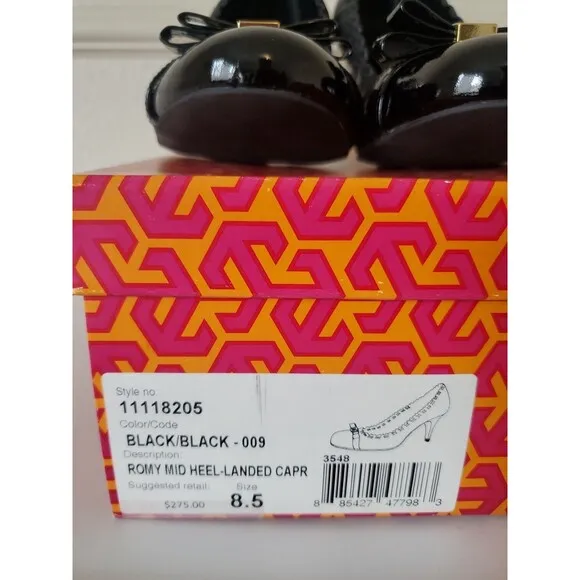 Style no.
11118205
Color/Code
BLACK/BLACK - 009
Description
ROMY MID HEEL-LANDED CAPR
Suggested retail: Size
$275.00 8.5
3548
8 85427 47798 3